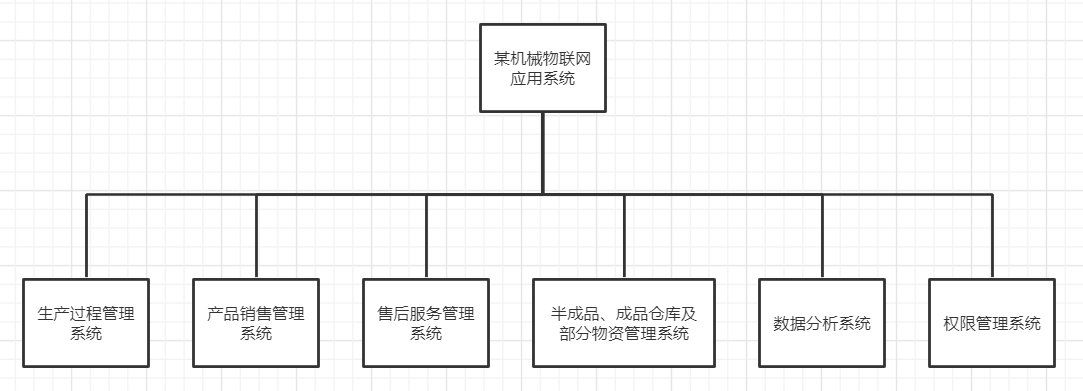 某机械物联网
应用系统
生产过程管理
系统
产品销售管理
系统
售后服务管理
系统
半成品、成品仓库及
部分物资管理系统
数据分析系统
权限管理系统